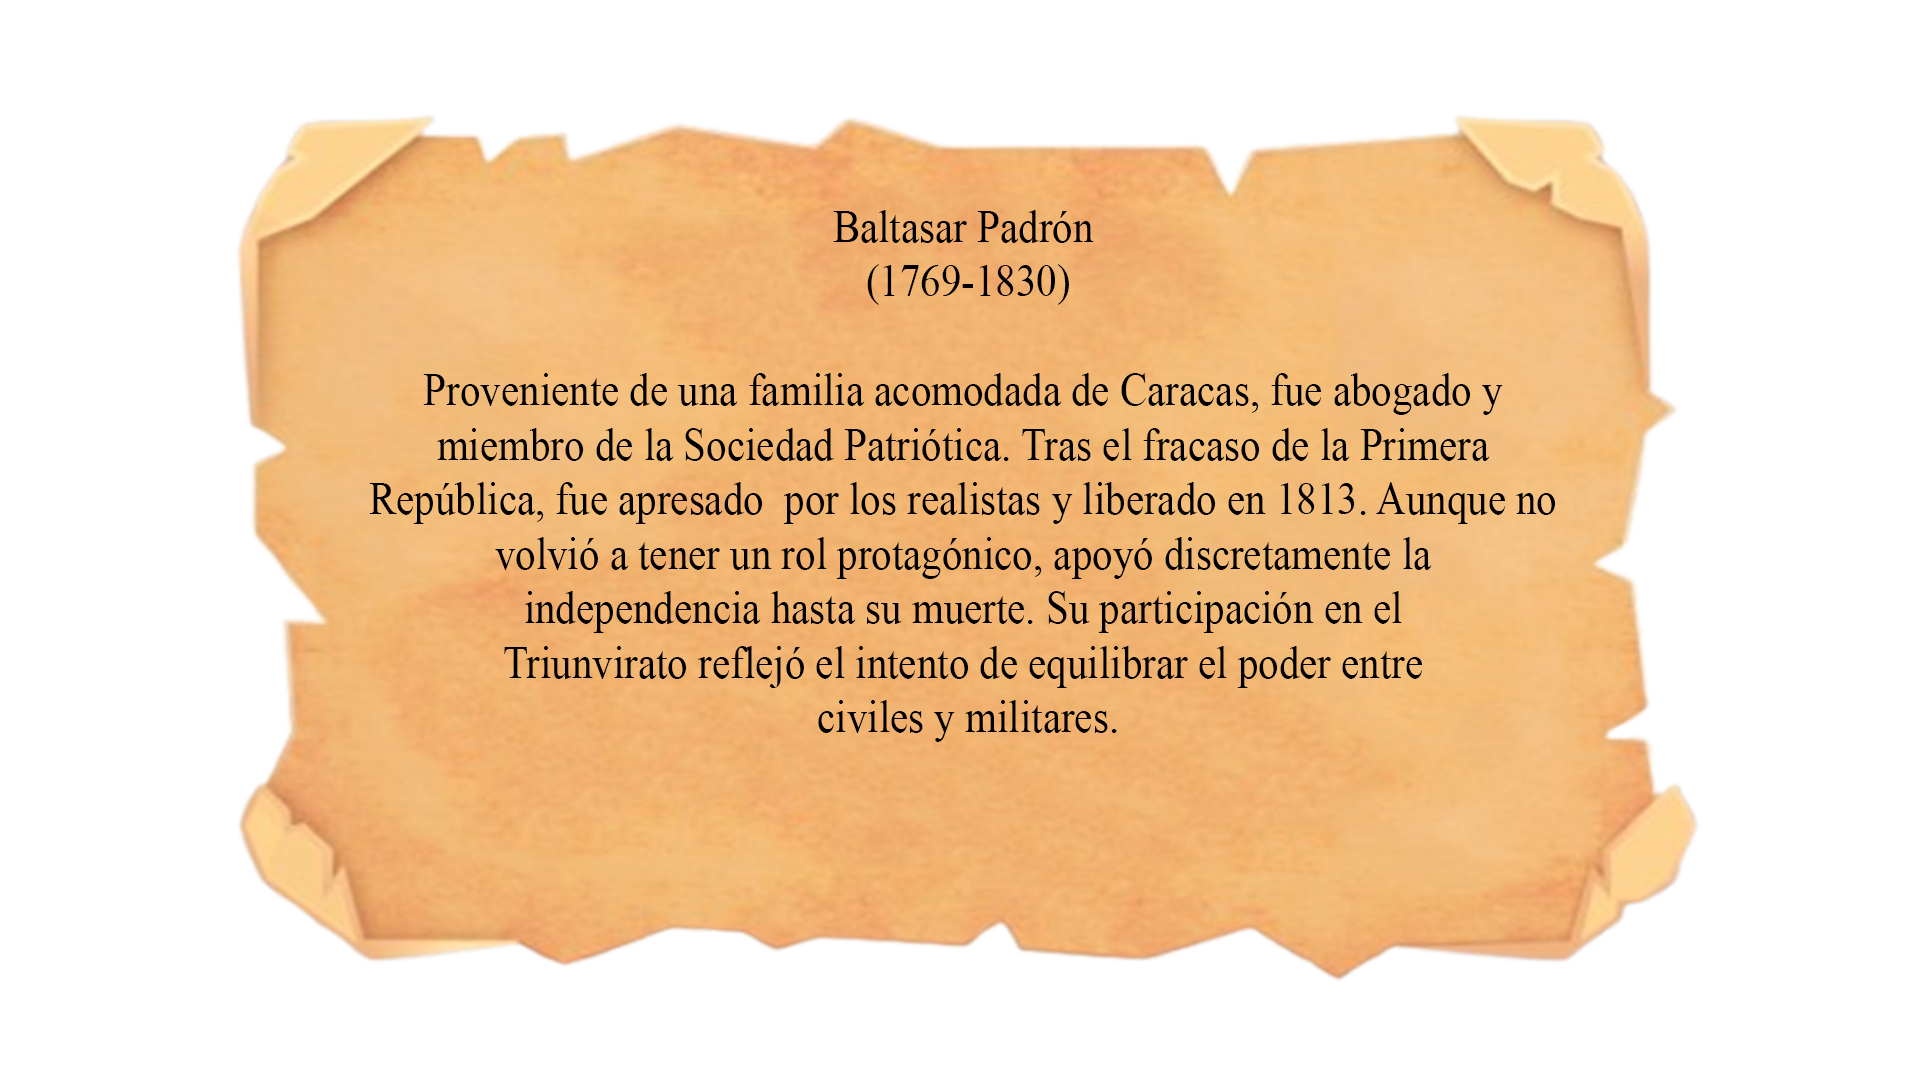 Baltasar Padrón
(1769-1830)
Proveniente de una familia acomodada de Caracas, fue abogado y
miembro de la Sociedad Patriótica. Tras el fracaso de la Primera
República, fue apresado  por los realistas y liberado en 1813. Aunque no
volvió a tener un rol protagónico, apoyó discretamente la
independencia hasta su muerte. Su participación en el
Triunvirato reflejó el intento de equilibrar el poder entre
civiles y militares.